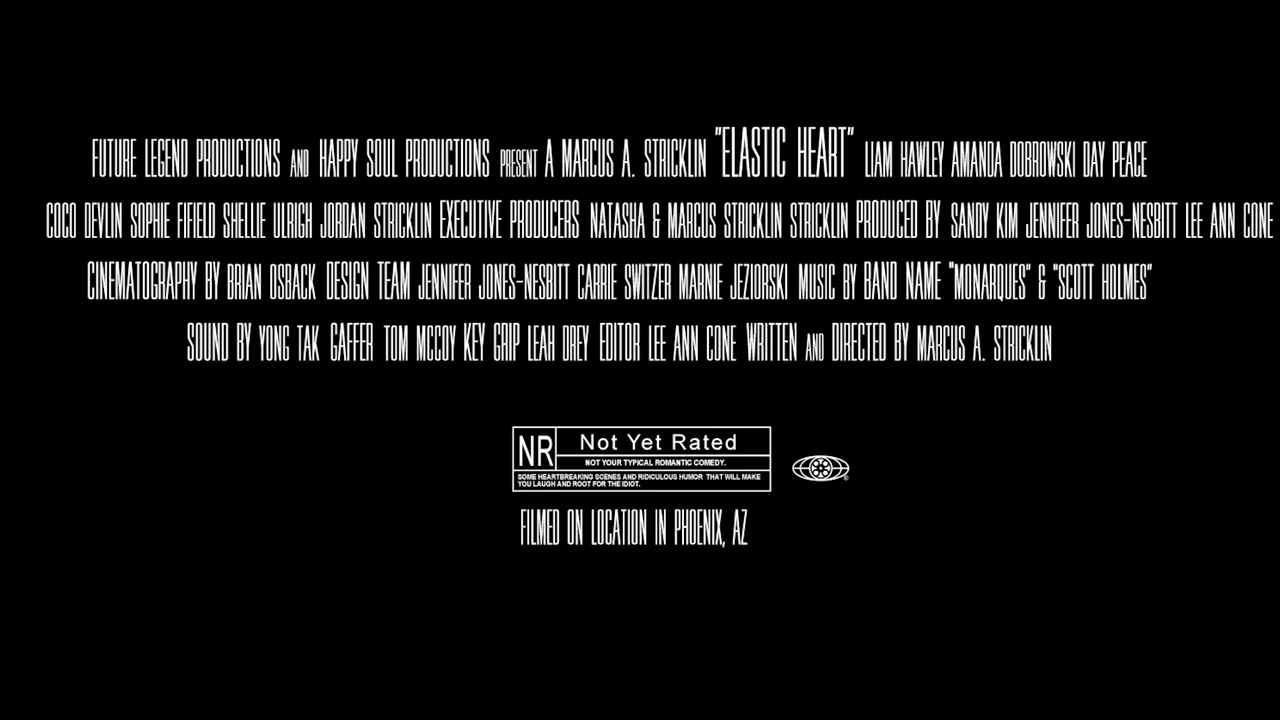 FUTURE LEGEND PRODUCTIONS AND HAPPY SOUL PRODUCTIONS PRESENT A MARCUS A. STRICKLIN "ELASTIC HEART" LIAM HAWLEY AMANDA DOBROWSKI DAY PEACE
COCO DEVLIN SOPHIE FIFIELD SHELLIE ULRIGH JORDAN STRICKLIN EXECUTIVE PRODUCERS NATASHA & MARCUS STRICKLIN STRICKLIN PRODUCED BY SANDY KIM JENNIFER JONES-NESBITT LEE ANN CONE
CINEMATOGRAPHY BY BRIAN OSBACK DESIGN TEAM JENNIFER JONES-NESBITT CARRIE SWITZER MARNIE JEZIORSKI MUSIC BY BAND NAME "MONARQUES" & "SCOTT HOLMES"
SOUND BY YONG TAK GAFFER TOM MCCOY KEY GRIP LEAH DREY EDITOR LEE ANN CONE WRITTEN AND DIRECTED BY MARCUS A. STRICKLIN
NR Not Yet Rated
NOT YOUR TYPICAL ROMANTIC COMEDY.
SOME HEARTBREAKING SCENES AND RIDICULOUS HUMOR THAT WILL MAKE
YOU LAUGH AND ROOT FOR THE IDIOT.
FILMED ON LOCATION IN PHOENIX, AZ